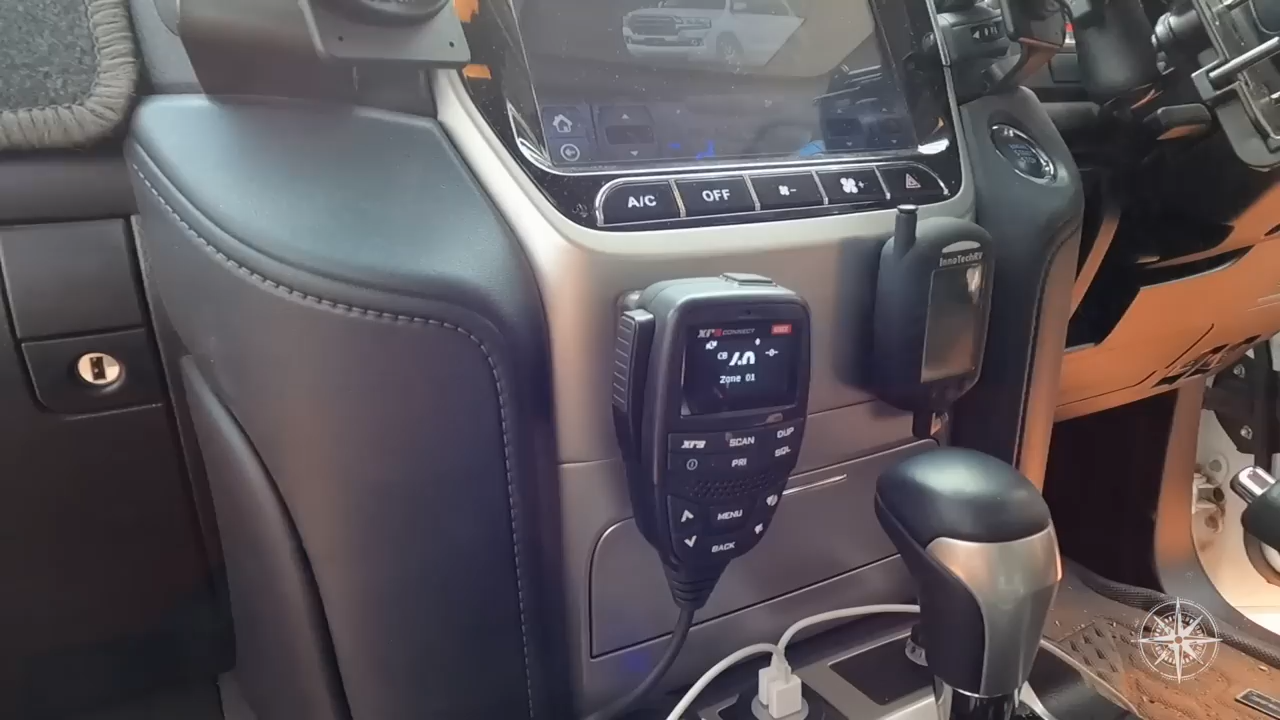 A/C
OFF
InnoTechRV
XRS CONNECT
CB
Zone 01
XRS
SCAN
DUP
PRI
SQL
MENU
BACK